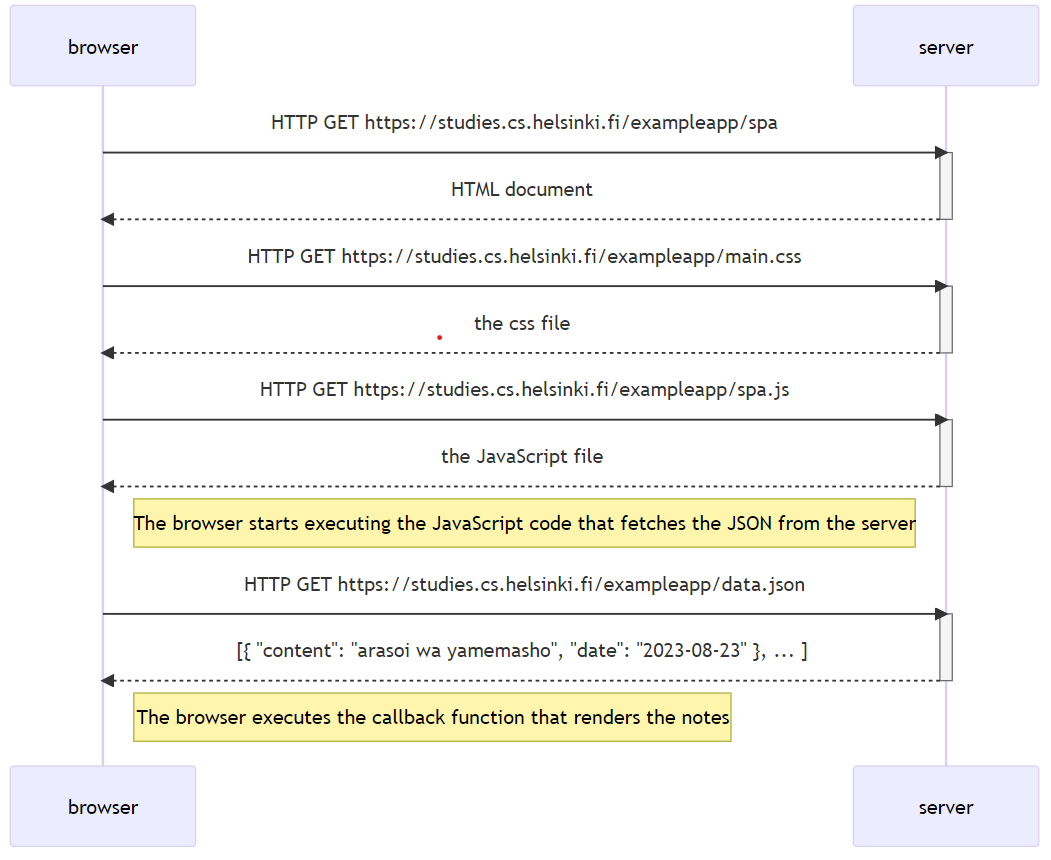 browser
server
HTTP GET https://studies.cs.helsinki.fi/exampleapp/spa
HTML document
HTTP GET https://studies.cs.helsinki.fi/exampleapp/main.css
the css file
HTTP GET https://studies.cs.helsinki.fi/exampleapp/spa.js
the JavaScript file
The browser starts executing the JavaScript code that fetches the JSON from the server
HTTP GET https://studies.cs.helsinki.fi/exampleapp/data.json
[{ "content": "arasoi wa yamemasho", "date": "2023-08-23" }, ... ]
The browser executes the callback function that renders the notes
browser
server